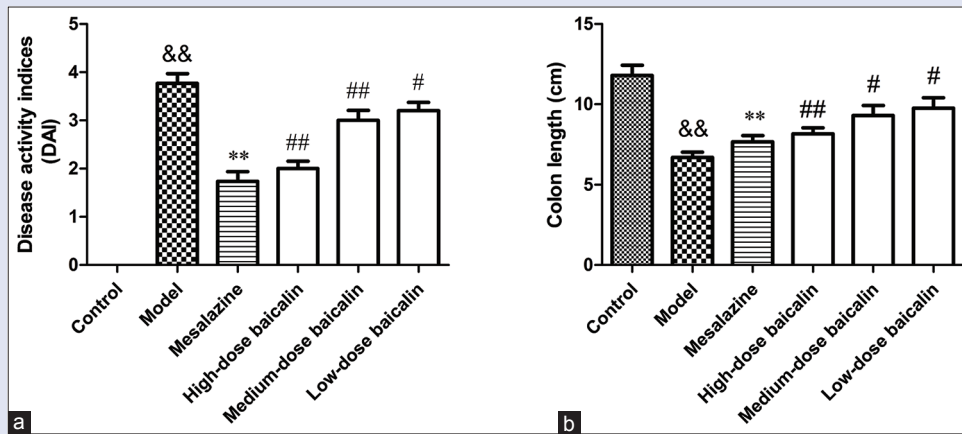 Disease activity indices
(DAI)
5
4
3
2
1
0
&&
**
##
##
#
Control
Model
Mesalazine
High-dose baicalin
Medium-dose baicalin
Low-dose baicalin
a
Colon length (cm)
15
10
5
0
&&
**
##
#
#
Control
Model
Mesalazine
High-dose baicalin
Medium-dose baicalin
Low-dose baicalin
b